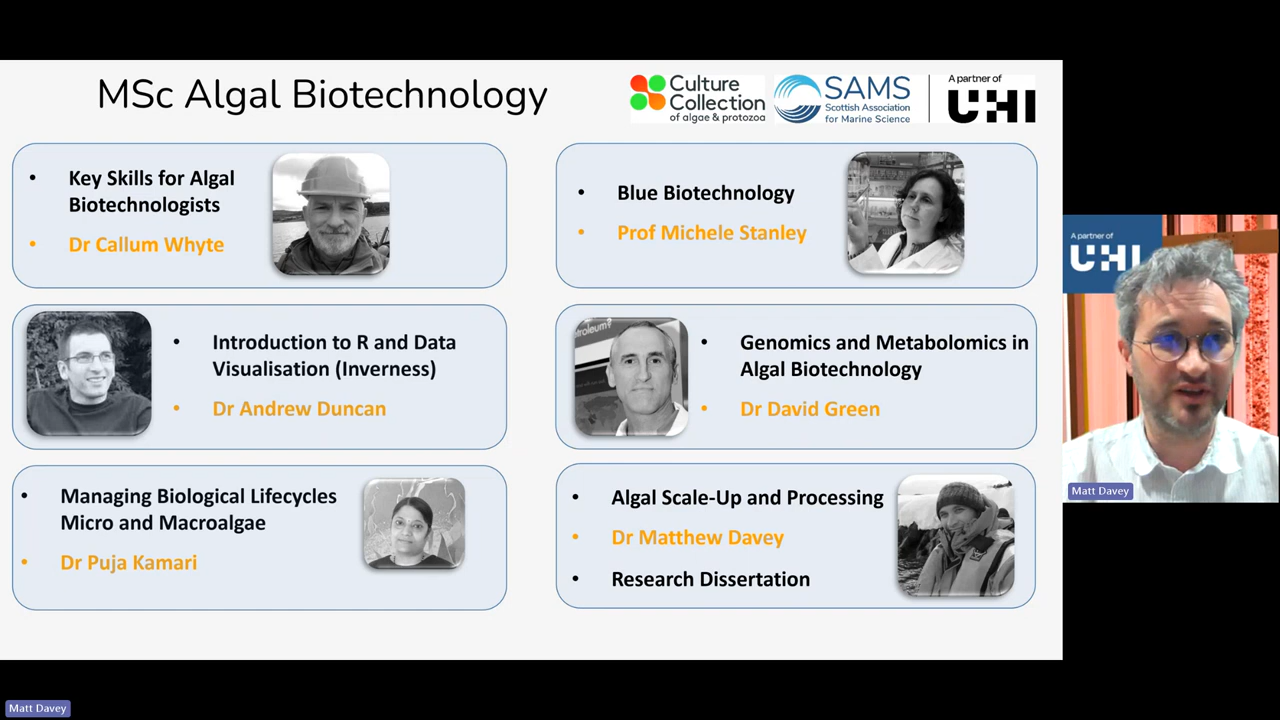 MSc Algal Biotechnology
Culture
Collection
of algae & protozoa
SAMS
Scottish Association
for Marine Science
A partner of
UHI
• Key Skills for Algal
Biotechnologists
• Dr Callum Whyte
• Blue Biotechnology
• Prof Michele Stanley
• Introduction to R and Data
Visualisation (Inverness)
• Dr Andrew Duncan
troleum?
• Genomics and Metabolomics in
Algal Biotechnology
• Dr David Green
• Managing Biological Lifecycles
Micro and Macroalgae
• Dr Puja Kamari
• Algal Scale-Up and Processing
• Dr Matthew Davey
• Research Dissertation
A partner of
UHI
Matt Davey
Matt Davey